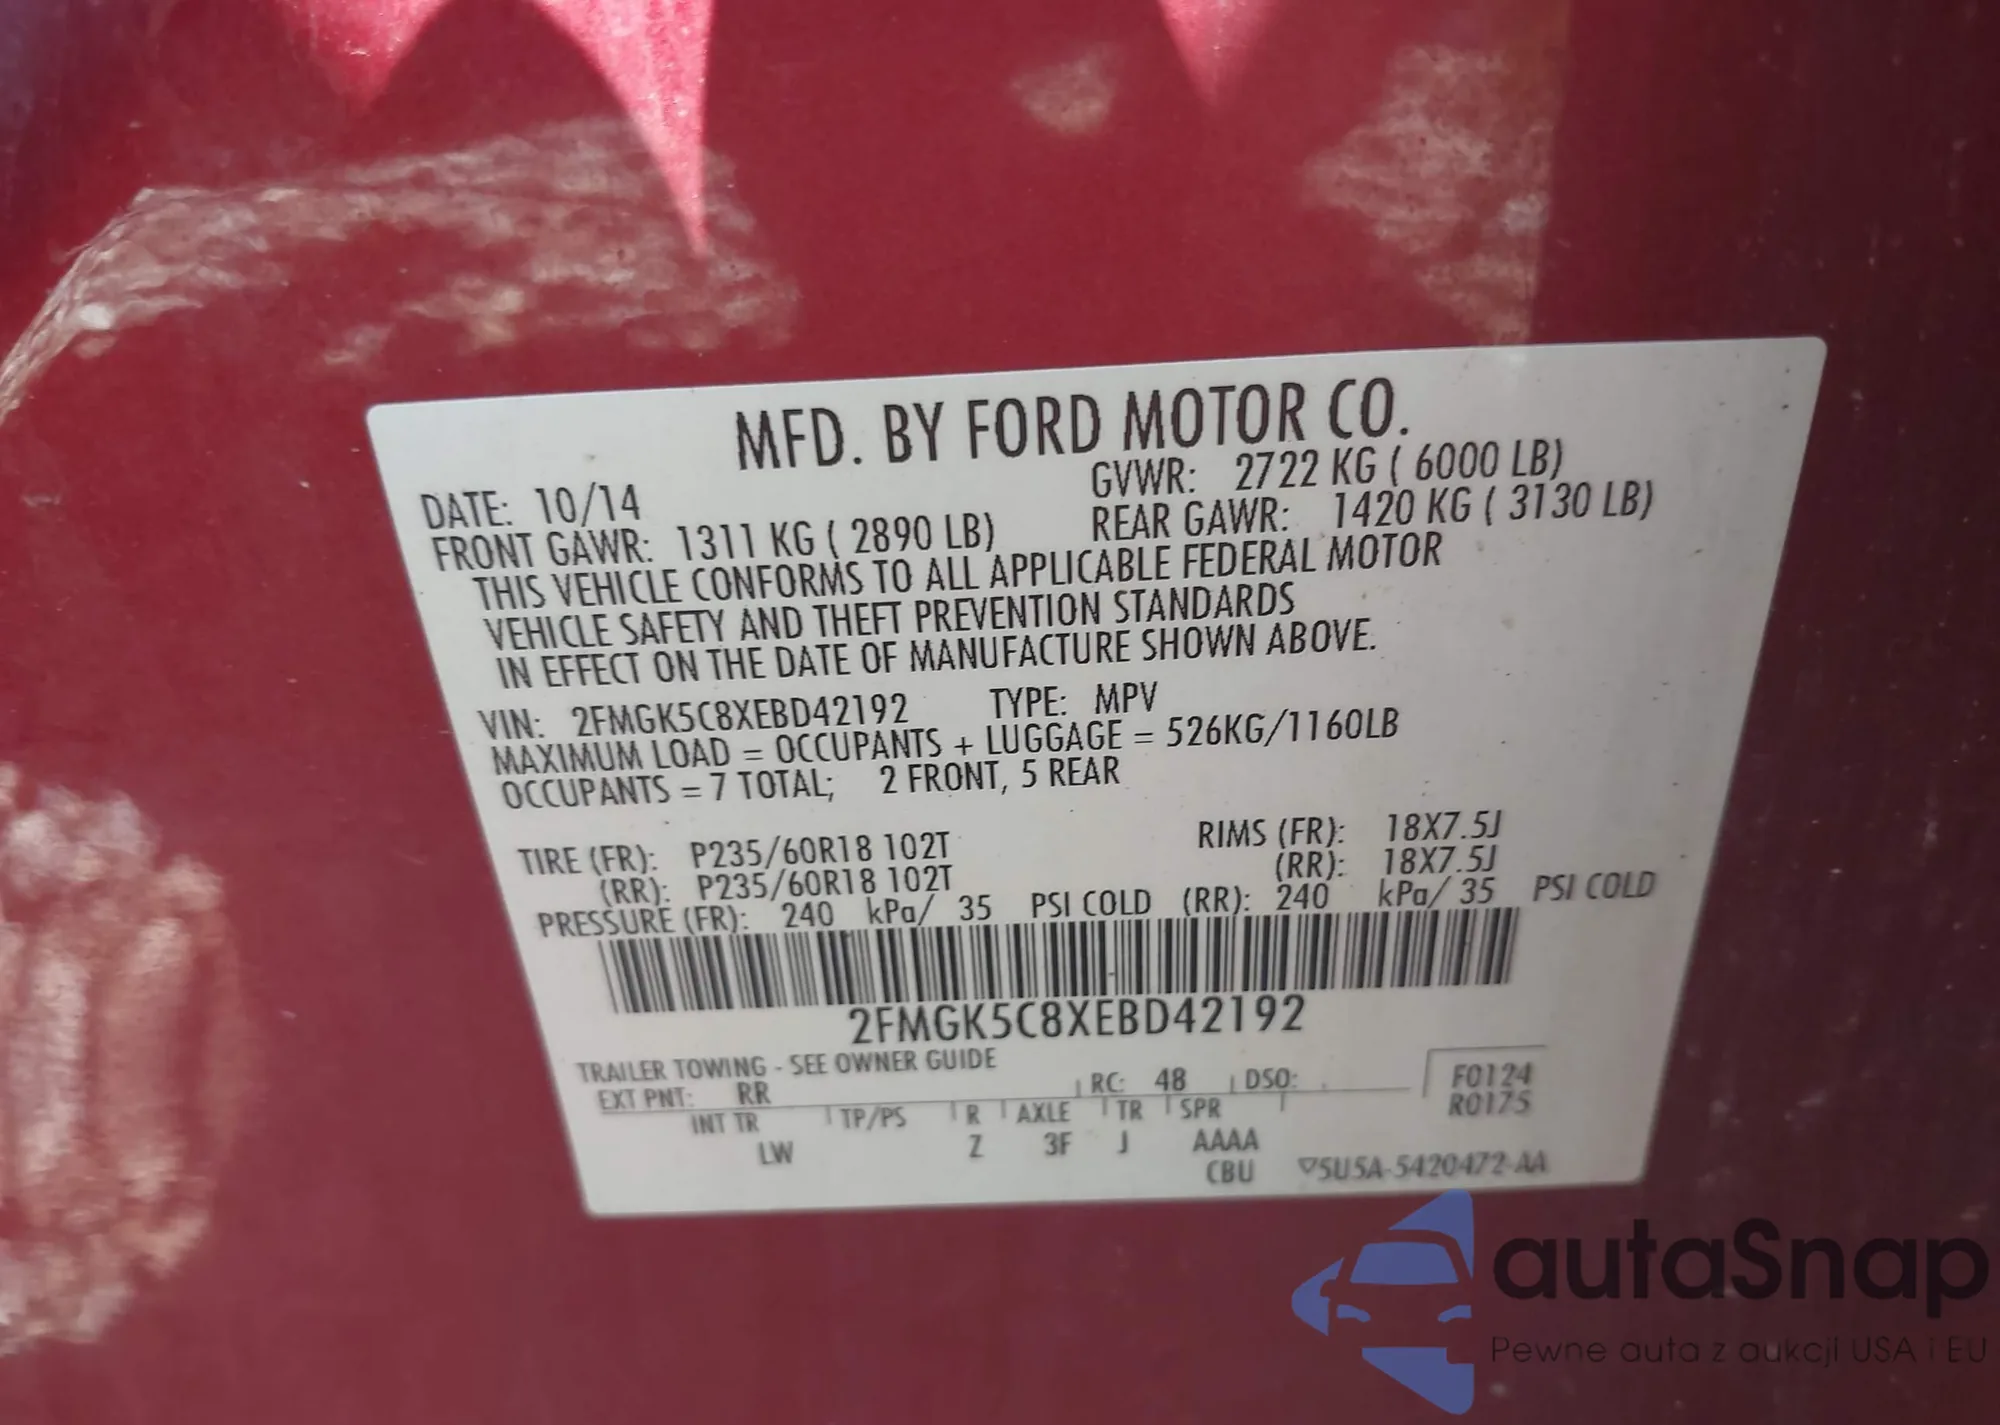 MFD. BY FORD MOTOR CO.
DATE: 10/14 GVWR: 2722 KG ( 6000 LB)
FRONT GAWR: 1311 KG ( 2890 LB) REAR GAWR: 1420 KG ( 3130 LB)
THIS VEHICLE CONFORMS TO ALL APPLICABLE FEDERAL MOTOR
VEHICLE SAFETY AND THEFT PREVENTION STANDARDS
IN EFFECT ON THE DATE OF MANUFACTURE SHOWN ABOVE.
VIN: 2FMGK5C8XEBD42192 TYPE: MPV
MAXIMUM LOAD = OCCUPANTS + LUGGAGE = 526KG/1160LB
OCCUPANTS = 7 TOTAL; 2 FRONT, 5 REAR
TIRE (FR): P235/60R18 102T RIMS (FR): 18X7.5J
(RR): P235/60R18 102T (RR): 18X7.5J
PRESSURE (FR): 240 kPa/ 35 PSI COLD (RR): 240 kPa/ 35 PSI COLD
2FMGK5C8XEBD42192
TRAILER TOWING - SEE OWNER GUIDE
EXT PNT: RR RC: 48 DSO: F0124
INT TR TP/PS R AXLE TR SPR R0175
LW Z 3F J AAAA
CBU ▽5U5A-5420472-AA
autaSnap
Pewne auta z aukcji USA i EU